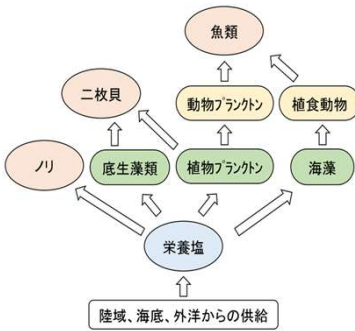 魚類
二枚貝
動物プランクトン
植食動物
ノリ
底生藻類
植物プランクトン
海藻
栄養塩
陸域、海底、外洋からの供給